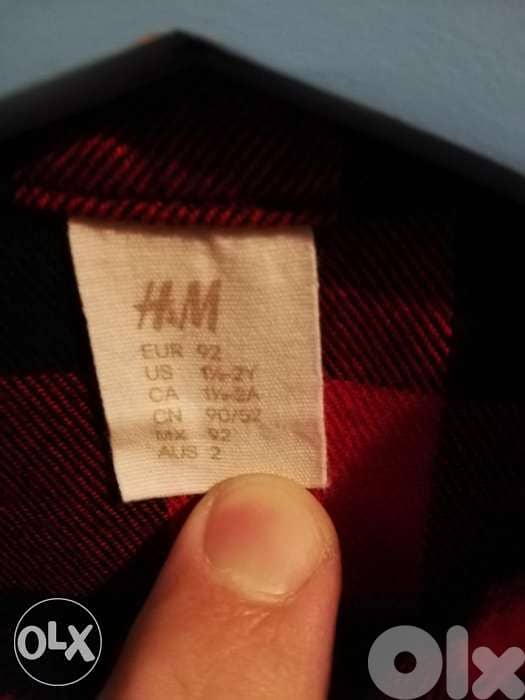 H&M
EUR 92
US 1½-2Y
CA 1½-2A
CN 90/52
MX 92
AUS 2
OLX
Olx